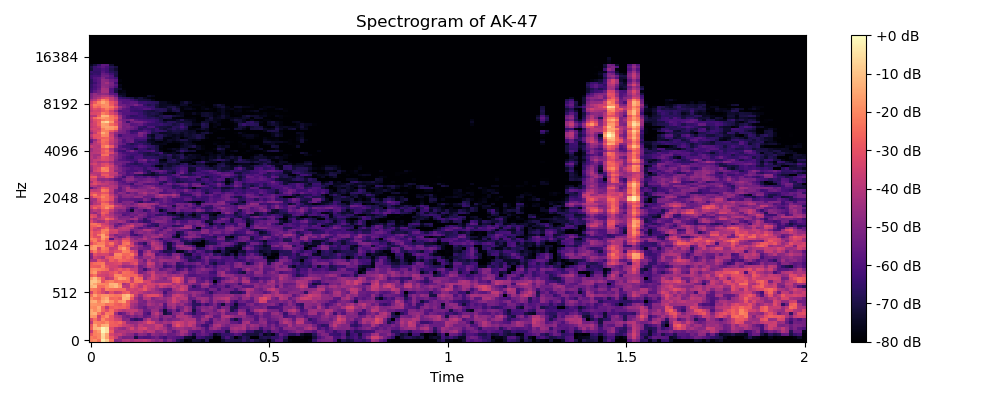 Spectrogram of AK-47
Hz
16384
8192
4096
2048
1024
512
0
0
0.5
1
1.5
2
Time
+0 dB
-10 dB
-20 dB
-30 dB
-40 dB
-50 dB
-60 dB
-70 dB
-80 dB